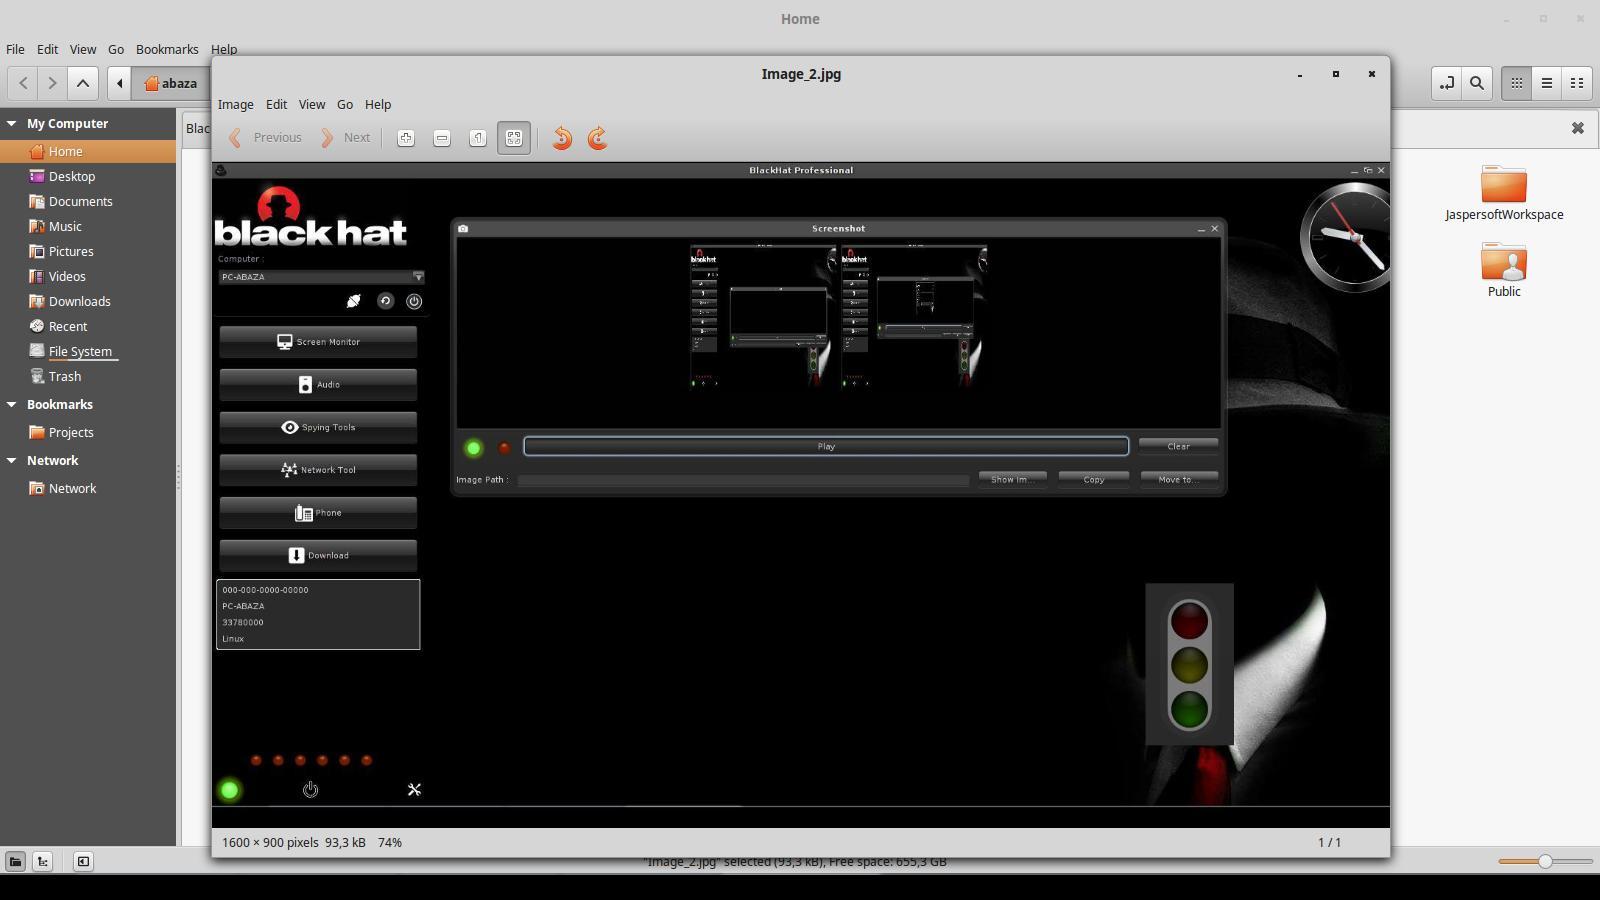 Home
File Edit View Go Bookmarks Help
abaza
My Computer
Home
Desktop
Documents
Music
Pictures
Videos
Downloads
Recent
File System
Trash
Bookmarks
Projects
Network
Network
Blac
Image_2.jpg
Image Edit View Go Help
Previous Next
BlackHat Professional
black hat
Computer :
PC-ABAZA
Screen Monitor
Audio
Spying Tools
Network Tool
Phone
Download
000-000-0000-00000
PC-ABAZA
33780000
Linux
Screenshot
Play
Clear
Image Path :
Show Im...
Copy
Move to...
1600 × 900 pixels 93,3 kB 74%
1 / 1
JaspersoftWorkspace
Public
"Image_2.jpg" selected (93,3 kB), Free space: 655,3 GB